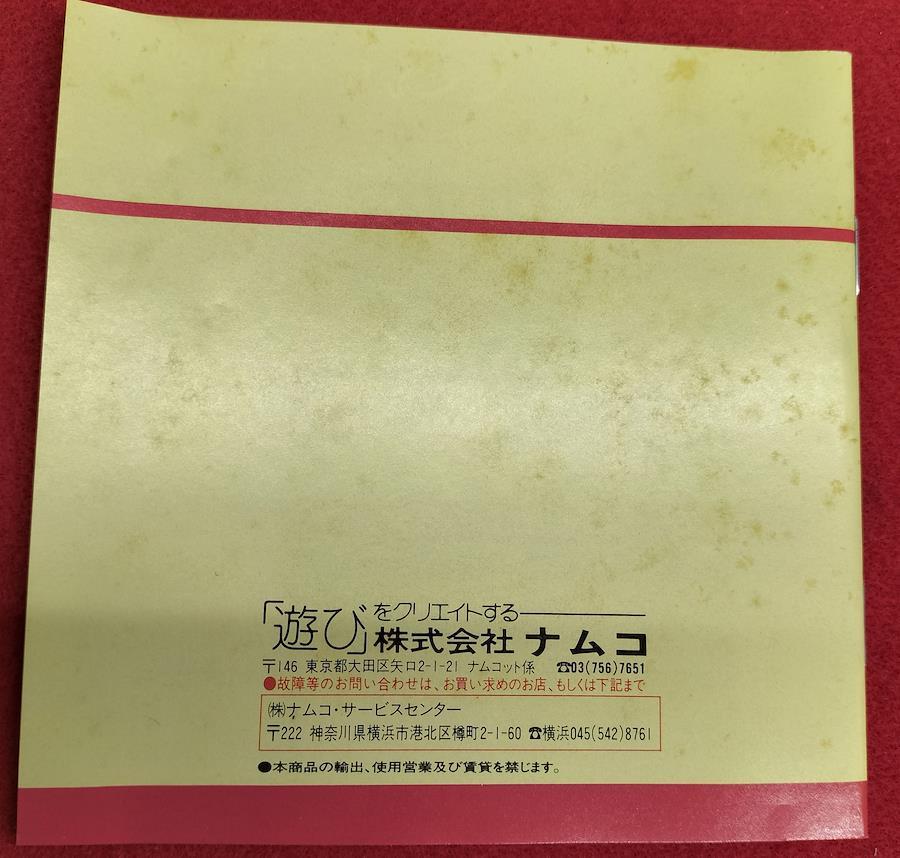 「遊び」をクリエイトする
株式会社 ナムコ
〒146 東京都大田区矢口2-1-21 ナムコット係 ☎03(756)7651
●故障等のお問い合わせは、お買い求めのお店、もしくは下記まで
㈱ナムコ・サービスセンター
〒222 神奈川県横浜市港北区樽町2-1-60 ☎横浜045(542)8761
●本商品の輸出、使用営業及び賃貸を禁じます。